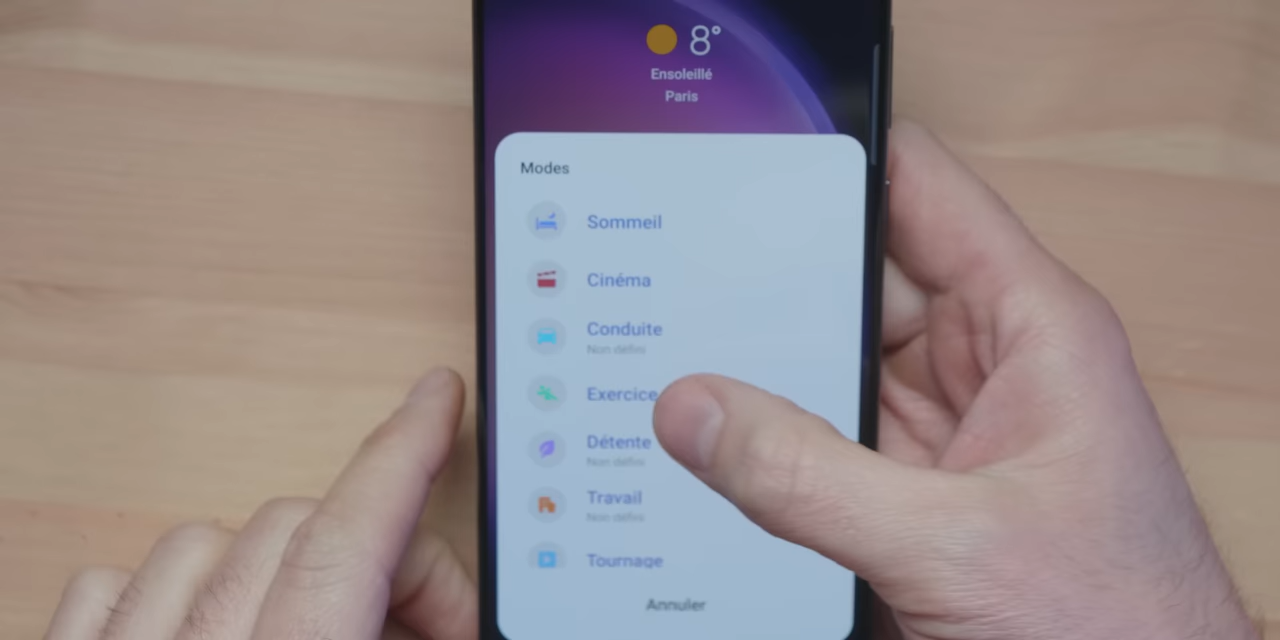 8°
Ensoleillé
Paris
Modes
Sommeil
Cinéma
Conduite
Non défini
Exercice
Détente
Non défini
Travail
Non défini
Tournage
Annuler